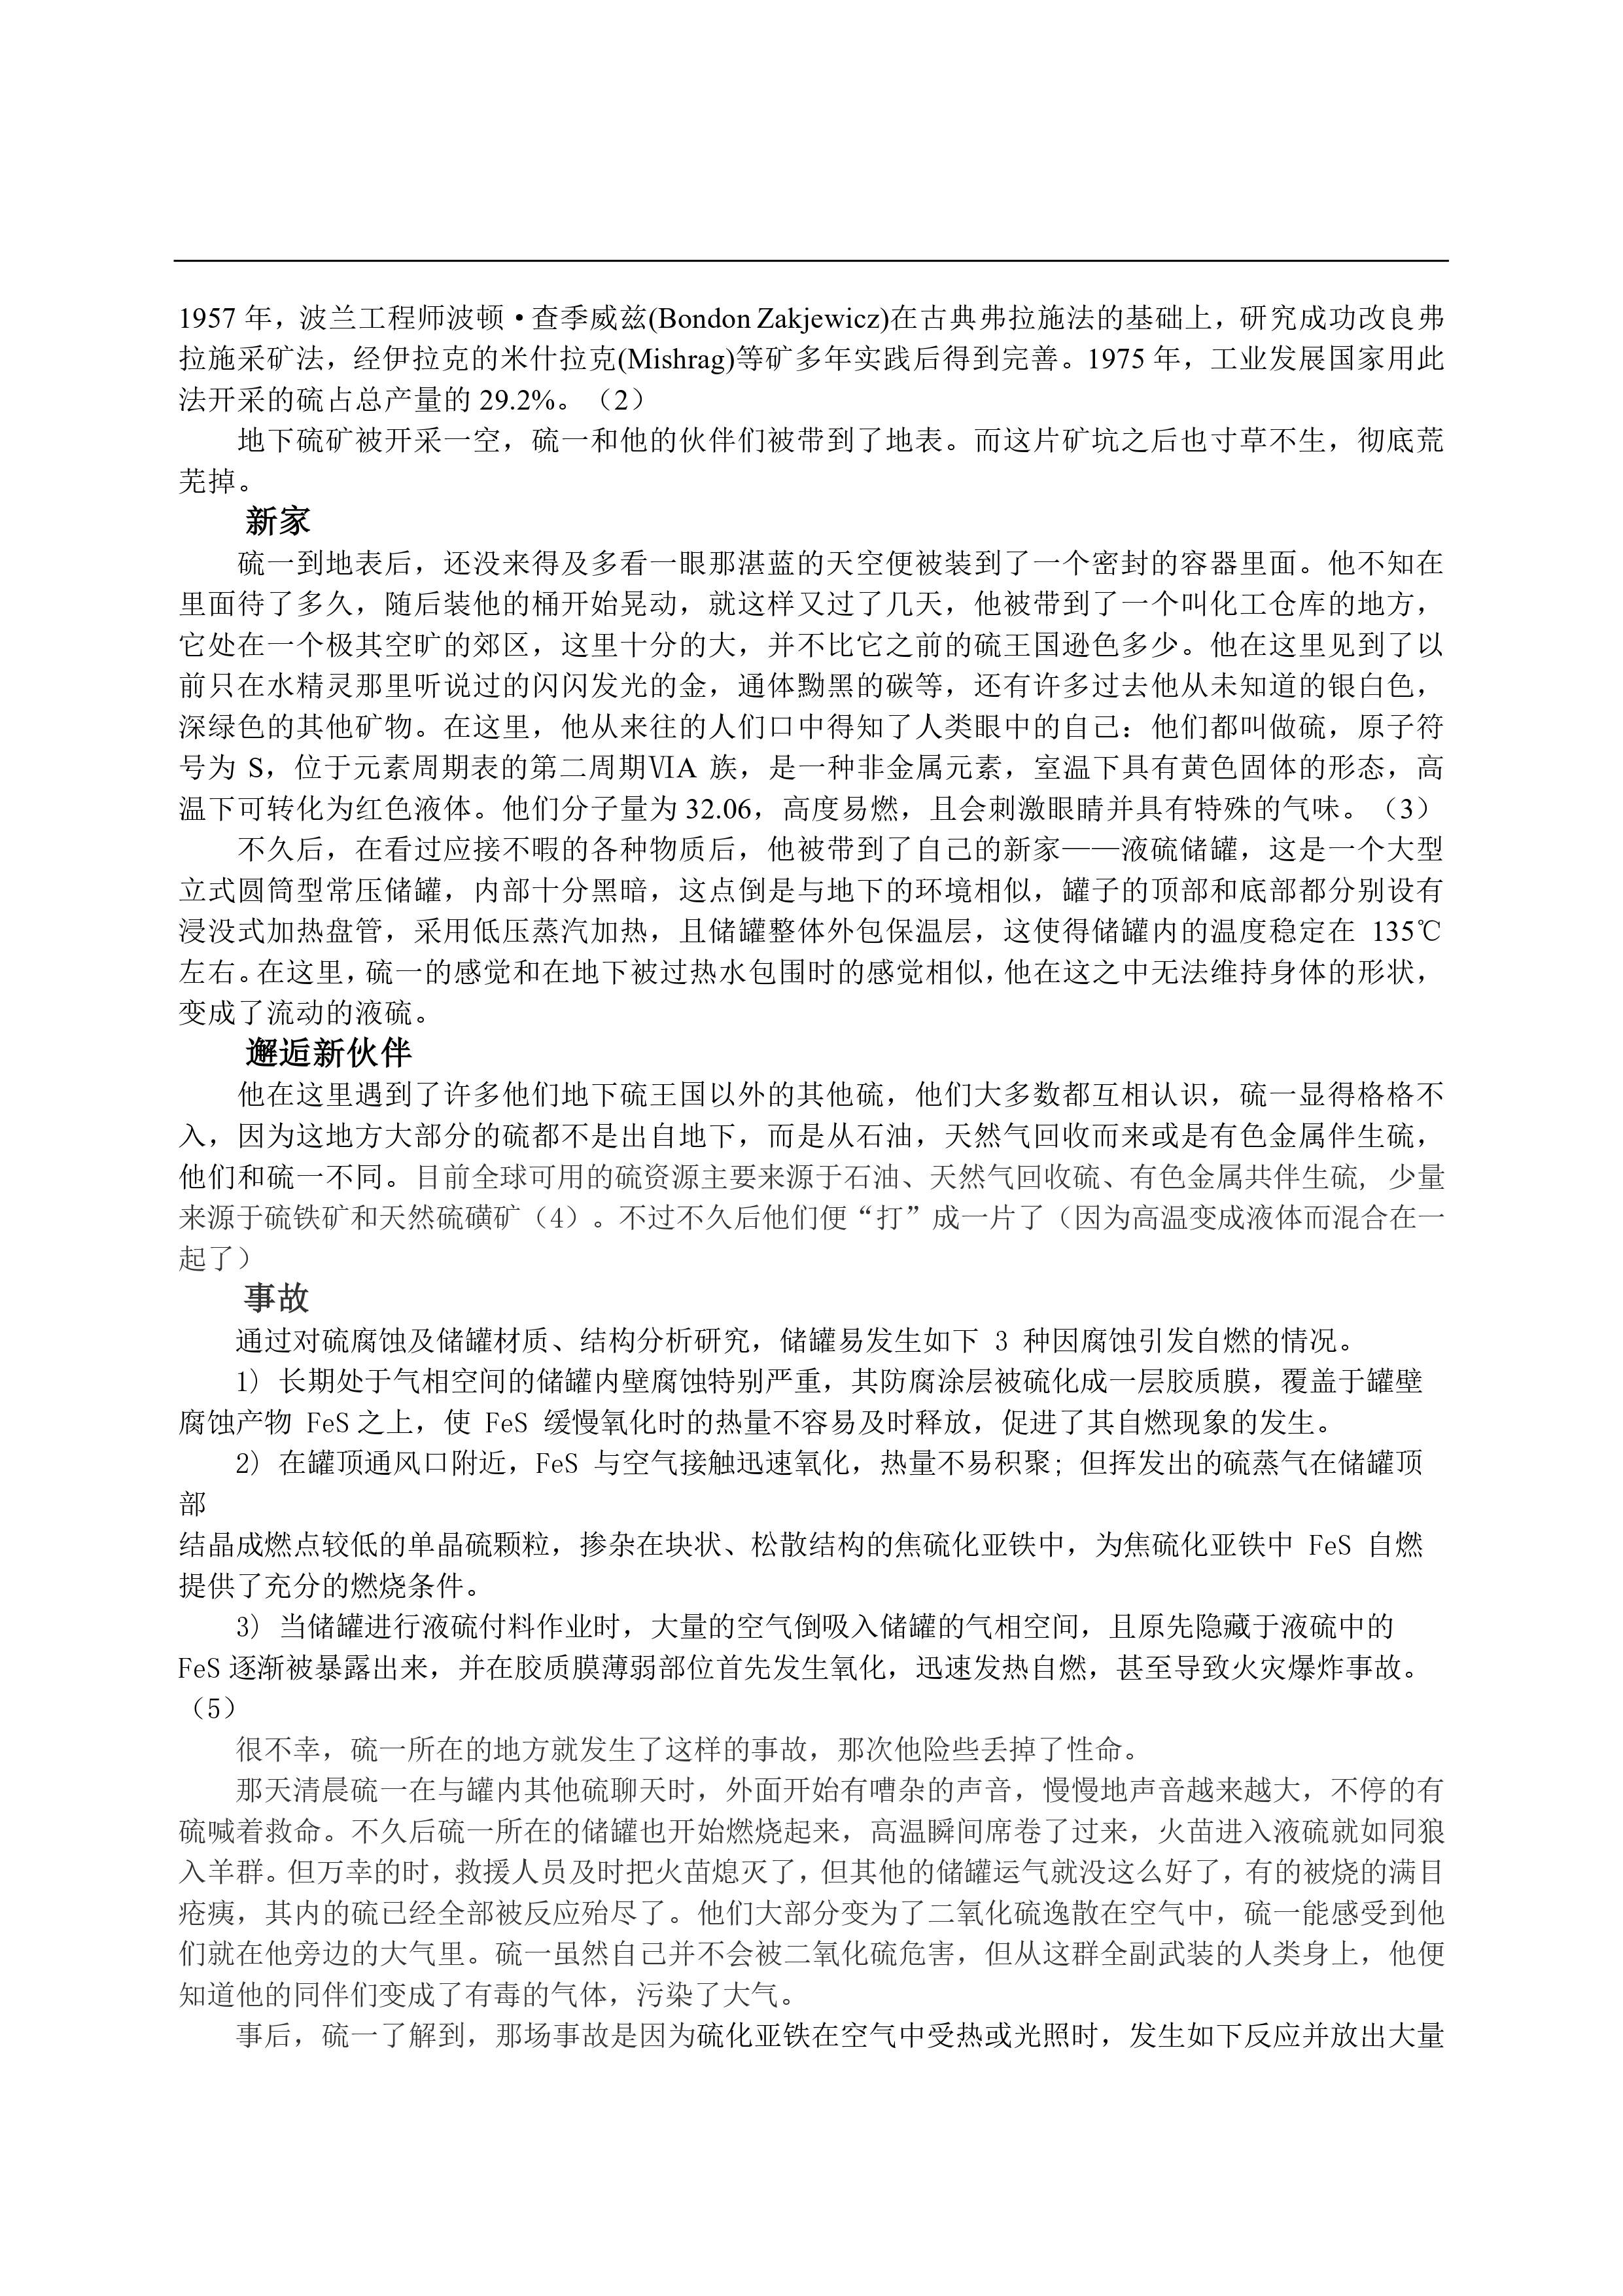 1957 年，波兰工程师波顿·查季威兹(Bondon Zakjewicz)在古典弗拉施法的基础上，研究成功改良弗
拉施采矿法，经伊拉克的米什拉克(Mishrag)等矿多年实践后得到完善。1975 年，工业发展国家用此
法开采的硫占总产量的 29.2%。（2）
地下硫矿被开采一空，硫一和他的伙伴们被带到了地表。而这片矿坑之后也寸草不生，彻底荒
芜掉。
新家
硫一到地表后，还没来得及多看一眼那湛蓝的天空便被装到了一个密封的容器里面。他不知在
里面待了多久，随后装他的桶开始晃动，就这样又过了几天，他被带到了一个叫化工仓库的地方，
它处在一个极其空旷的郊区，这里十分的大，并不比它之前的硫王国逊色多少。他在这里见到了以
前只在水精灵那里听说过的闪闪发光的金，通体黝黑的碳等，还有许多过去他从未知道的银白色，
深绿色的其他矿物。在这里，他从来往的人们口中得知了人类眼中的自己：他们都叫做硫，原子符
号为 S，位于元素周期表的第二周期ⅥA 族，是一种非金属元素，室温下具有黄色固体的形态，高
温下可转化为红色液体。他们分子量为 32.06，高度易燃，且会刺激眼睛并具有特殊的气味。（3）
不久后，在看过应接不暇的各种物质后，他被带到了自己的新家——液硫储罐，这是一个大型
立式圆筒型常压储罐，内部十分黑暗，这点倒是与地下的环境相似，罐子的顶部和底部都分别设有
浸没式加热盘管，采用低压蒸汽加热，且储罐整体外包保温层，这使得储罐内的温度稳定在 135℃
左右。在这里，硫一的感觉和在地下被过热水包围时的感觉相似，他在这之中无法维持身体的形状，
变成了流动的液硫。
邂逅新伙伴
他在这里遇到了许多他们地下硫王国以外的其他硫，他们大多数都互相认识，硫一显得格格不
入，因为这地方大部分的硫都不是出自地下，而是从石油，天然气回收而来或是有色金属伴生硫，
他们和硫一不同。目前全球可用的硫资源主要来源于石油、天然气回收硫、有色金属共伴生硫, 少量
来源于硫铁矿和天然硫磺矿（4）。不过不久后他们便“打”成一片了（因为高温变成液体而混合在一
起了）
事故
通过对硫腐蚀及储罐材质、结构分析研究，储罐易发生如下 3 种因腐蚀引发自燃的情况。
1) 长期处于气相空间的储罐内壁腐蚀特别严重，其防腐涂层被硫化成一层胶质膜，覆盖于罐壁
腐蚀产物 FeS 之上，使 FeS 缓慢氧化时的热量不容易及时释放，促进了其自燃现象的发生。
2) 在罐顶通风口附近，FeS 与空气接触迅速氧化，热量不易积聚; 但挥发出的硫蒸气在储罐顶
部
结晶成燃点较低的单晶硫颗粒，掺杂在块状、松散结构的焦硫化亚铁中，为焦硫化亚铁中 FeS 自燃
提供了充分的燃烧条件。
3) 当储罐进行液硫付料作业时，大量的空气倒吸入储罐的气相空间，且原先隐藏于液硫中的
FeS 逐渐被暴露出来，并在胶质膜薄弱部位首先发生氧化，迅速发热自燃，甚至导致火灾爆炸事故。
（5）
很不幸，硫一所在的地方就发生了这样的事故，那次他险些丢掉了性命。
那天清晨硫一在与罐内其他硫聊天时，外面开始有嘈杂的声音，慢慢地声音越来越大，不停的有
硫喊着救命。不久后硫一所在的储罐也开始燃烧起来，高温瞬间席卷了过来，火苗进入液硫就如同狼
入羊群。但万幸的时，救援人员及时把火苗熄灭了，但其他的储罐运气就没这么好了，有的被烧的满目
疮痍，其内的硫已经全部被反应殆尽了。他们大部分变为了二氧化硫逸散在空气中，硫一能感受到他
们就在他旁边的大气里。硫一虽然自己并不会被二氧化硫危害，但从这群全副武装的人类身上，他便
知道他的同伴们变成了有毒的气体，污染了大气。
事后，硫一了解到，那场事故是因为硫化亚铁在空气中受热或光照时，发生如下反应并放出大量